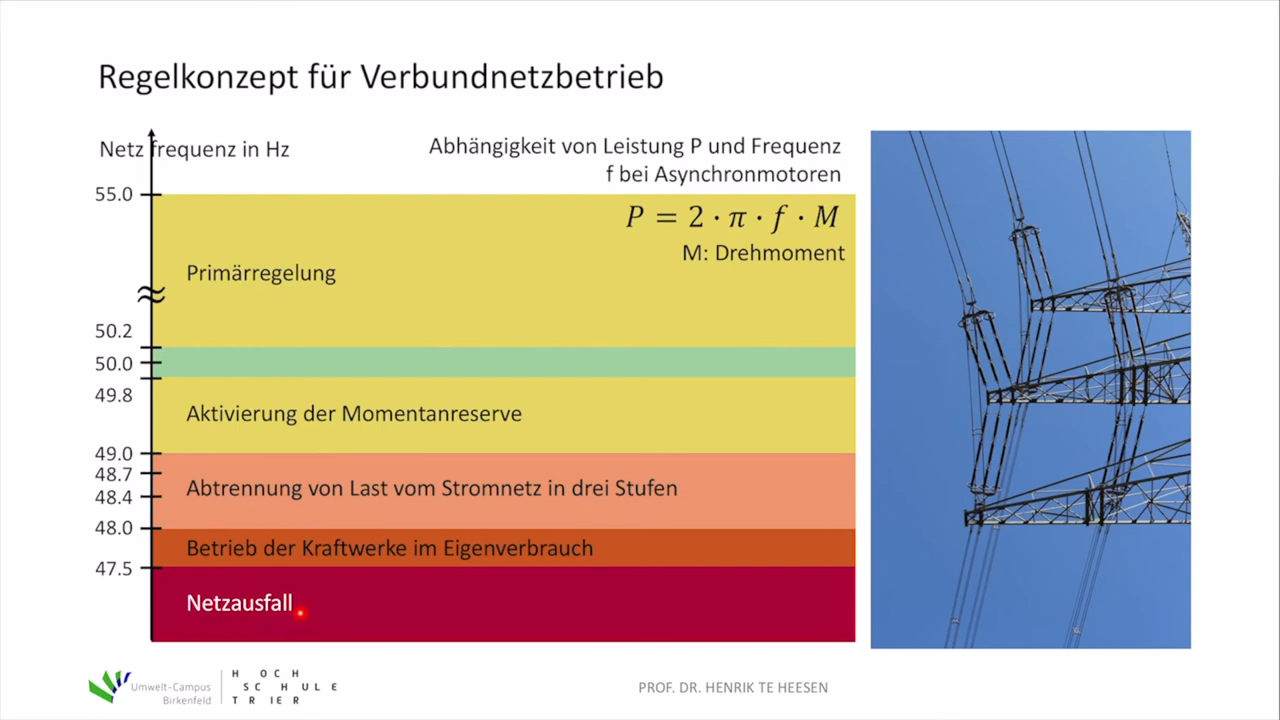 Regelkonzept für Verbundnetzbetrieb
Netz frequenz in Hz
Abhängigkeit von Leistung P und Frequenz
f bei Asynchronmotoren
55.0
P = 2 · π · f · M
M: Drehmoment
Primärregelung
50.2
50.0
49.8
Aktivierung der Momentanreserve
49.0
48.7
48.4
Abtrennung von Last vom Stromnetz in drei Stufen
48.0
Betrieb der Kraftwerke im Eigenverbrauch
47.5
Netzausfall
Umwelt-Campus
Birkenfeld
HOCH
SCHULE
TRIER
PROF. DR. HENRIK TE HEESEN